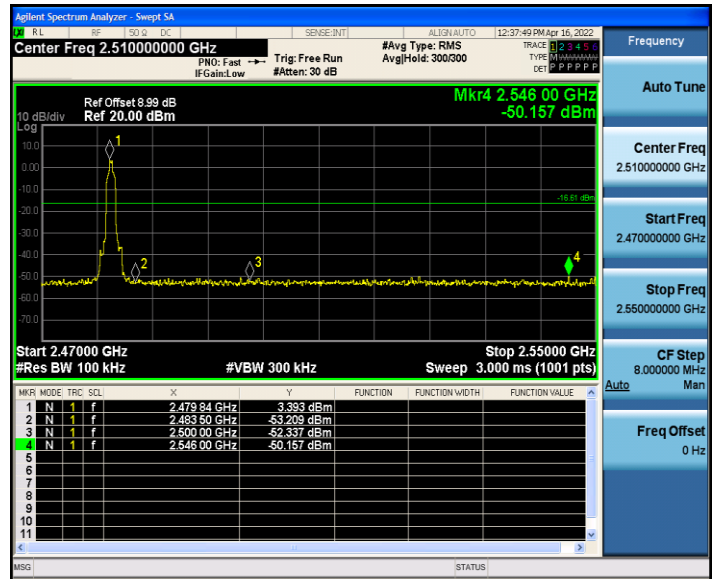 Agilent Spectrum Analyzer - Swept SA
RL RF 50 Ω DC SENSE:INT ALIGNAUTO 12:37:49 PM Apr 16, 2022
Center Freq 2.510000000 GHz #Avg Type: RMS TRACE 1 2 3 4 5 6
PNO: Fast Trig: Free Run Avg|Hold: 300/300 TYPE M
IFGain:Low #Atten: 30 dB DET P P P P P P
Frequency
Auto Tune
Center Freq
2.510000000 GHz
Start Freq
2.470000000 GHz
Stop Freq
2.550000000 GHz
CF Step
8.000000 MHz
Auto Man
Freq Offset
0 Hz
Mkr4 2.546 00 GHz
-50.157 dBm
Ref Offset 8.99 dB
10 dB/div Ref 20.00 dBm
Log
10.0
0.00
-10.0
-20.0
-30.0
-40.0
-50.0
-60.0
-70.0
1
2
3
4
-16.61 dBm
Start 2.47000 GHz Stop 2.55000 GHz
#Res BW 100 kHz #VBW 300 kHz Sweep 3.000 ms (1001 pts)
MKR MODE TRC SCL X Y FUNCTION FUNCTION WIDTH FUNCTION VALUE
1 N 1 f 2.479 84 GHz 3.393 dBm
2 N 1 f 2.483 50 GHz -53.209 dBm
3 N 1 f 2.500 00 GHz -52.337 dBm
4 N 1 f 2.546 00 GHz -50.157 dBm
5
6
7
8
9
10
11
MSG STATUS